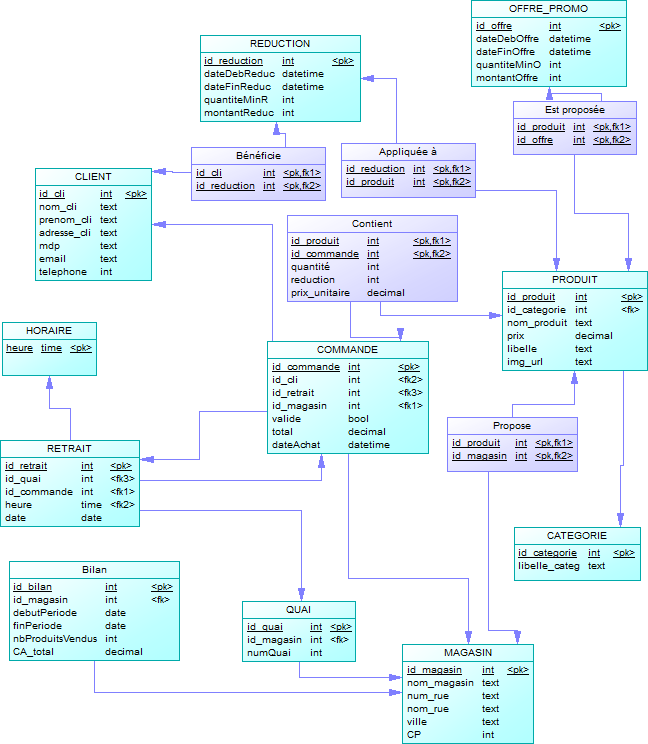 OFFRE_PROMO
id_offre int <pk>
dateDebOffre datetime
dateFinOffre datetime
quantiteMinO int
montantOffre int
REDUCTION
id_reduction int <pk>
dateDebReduc datetime
dateFinReduc datetime
quantiteMinR int
montantReduc int
Est proposée
id_produit int <pk,fk1>
id_offre int <pk,fk2>
Bénéficie
id_cli int <pk,fk1>
id_reduction int <pk,fk2>
Appliquée à
id_reduction int <pk,fk1>
id_produit int <pk,fk2>
CLIENT
id_cli int <pk>
nom_cli text
prenom_cli text
adresse_cli text
mdp text
email text
telephone int
Contient
id_produit int <pk,fk1>
id_commande int <pk,fk2>
quantité int
reduction int
prix_unitaire decimal
PRODUIT
id_produit int <pk>
id_categorie int <fk>
nom_produit text
prix decimal
libelle text
img_url text
HORAIRE
heure time <pk>
COMMANDE
id_commande int <pk>
id_cli int <fk2>
id_retrait int <fk3>
id_magasin int <fk1>
valide bool
total decimal
dateAchat datetime
Propose
id_produit int <pk,fk1>
id_magasin int <pk,fk2>
RETRAIT
id_retrait int <pk>
id_quai int <fk3>
id_commande int <fk1>
heure time <fk2>
date date
CATEGORIE
id_categorie int <pk>
libelle_categ text
Bilan
id_bilan int <pk>
id_magasin int <fk>
debutPeriode date
finPeriode date
nbProduitsVendus int
CA_total decimal
QUAI
id_quai int <pk>
id_magasin int <fk>
numQuai int
MAGASIN
id_magasin int <pk>
nom_magasin text
num_rue text
nom_rue text
ville text
CP int